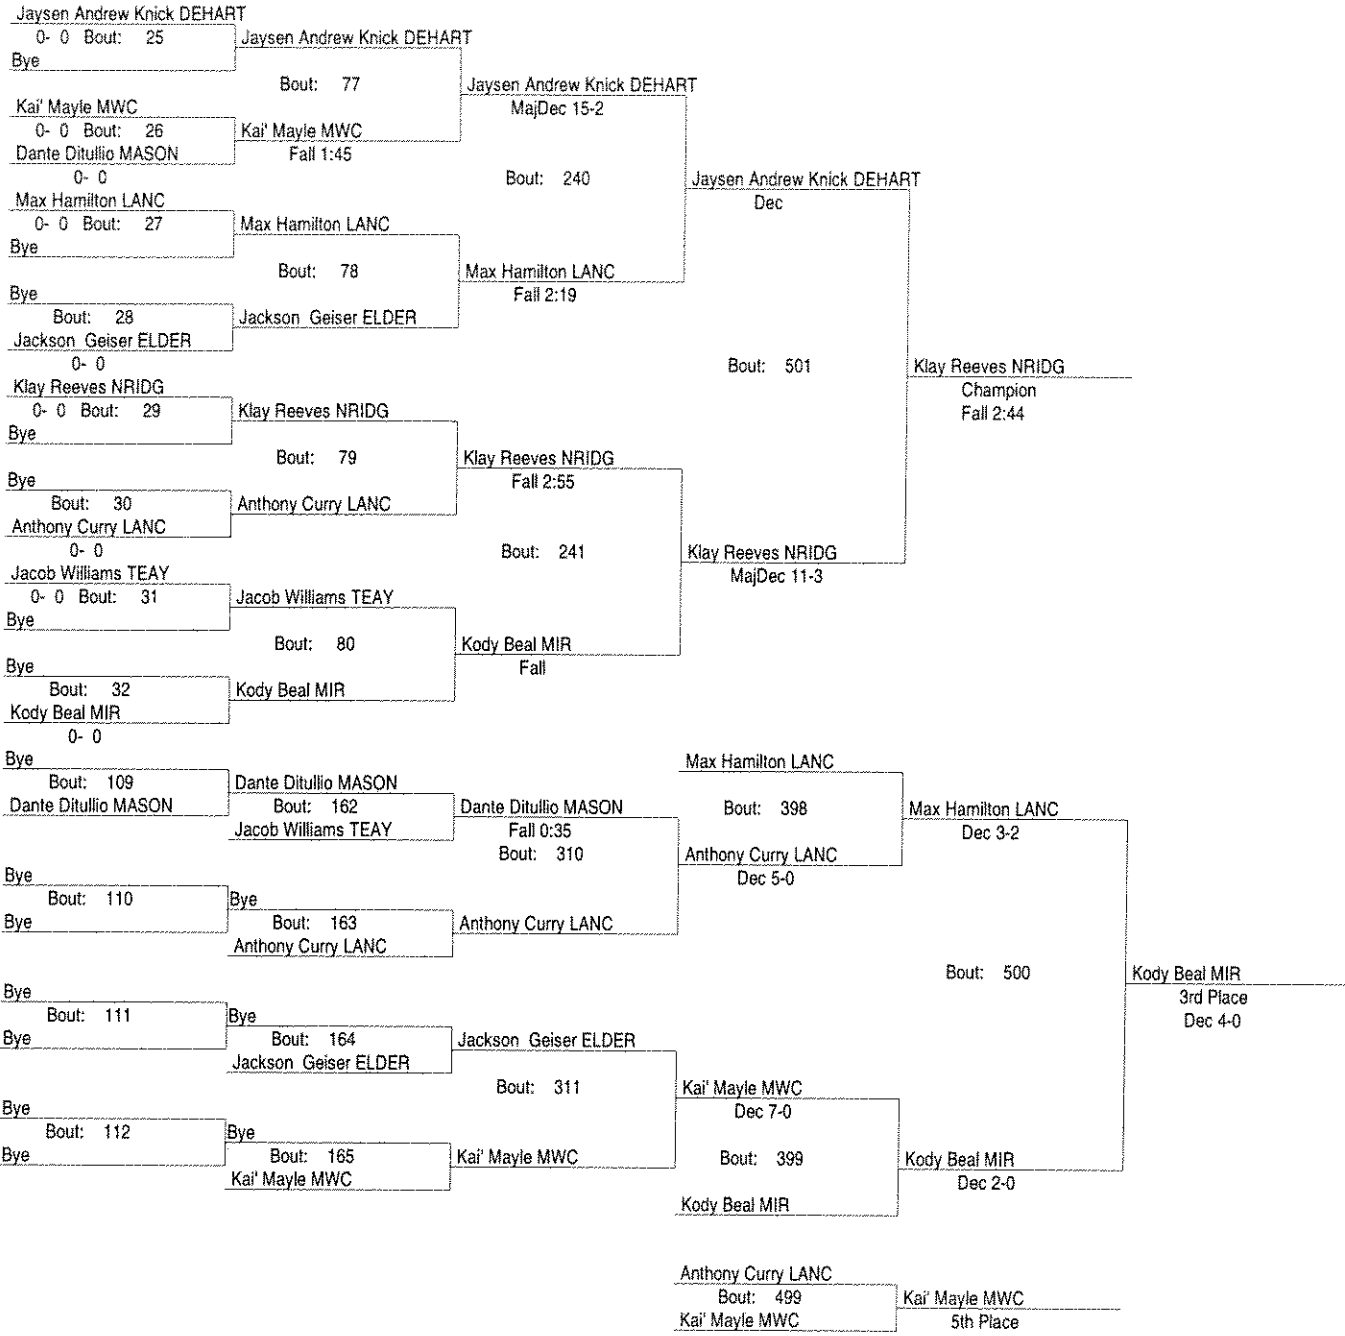 Jaysen Andrew Knick DEHART
0- 0 Bout: 25
Jaysen Andrew Knick DEHART
Bye
Bout: 77
Jaysen Andrew Knick DEHART
MajDec 15-2
Kai' Mayle MWC
0- 0 Bout: 26
Kai' Mayle MWC
Dante Ditullio MASON
Fall 1:45
0- 0
Bout: 240
Jaysen Andrew Knick DEHART
Dec
Max Hamilton LANC
0- 0 Bout: 27
Max Hamilton LANC
Bye
Bout: 78
Max Hamilton LANC
Fall 2:19
Bye
Bout: 28
Jackson Geiser ELDER
Jackson Geiser ELDER
0- 0
Bout: 501
Klay Reeves NRIDG
Champion
Fall 2:44
Klay Reeves NRIDG
0- 0 Bout: 29
Klay Reeves NRIDG
Bye
Bout: 79
Klay Reeves NRIDG
Fall 2:55
Bye
Bout: 30
Anthony Curry LANC
Anthony Curry LANC
0- 0
Bout: 241
Klay Reeves NRIDG
MajDec 11-3
Jacob Williams TEAY
0- 0 Bout: 31
Jacob Williams TEAY
Bye
Bout: 80
Kody Beal MIR
Fall
Bye
Bout: 32
Kody Beal MIR
Kody Beal MIR
0- 0
Bye
Bout: 109
Dante Ditullio MASON
Dante Ditullio MASON
Bout: 162
Jacob Williams TEAY
Dante Ditullio MASON
Fall 0:35
Bout: 310
Max Hamilton LANC
Bout: 398
Max Hamilton LANC
Dec 3-2
Anthony Curry LANC
Dec 5-0
Bye
Bout: 110
Bye
Bye
Bout: 163
Anthony Curry LANC
Anthony Curry LANC
Bout: 500
Kody Beal MIR
3rd Place
Dec 4-0
Bye
Bout: 111
Bye
Bye
Bout: 164
Jackson Geiser ELDER
Jackson Geiser ELDER
Bout: 311
Kai' Mayle MWC
Dec 7-0
Bye
Bout: 112
Bye
Bye
Bout: 165
Kai' Mayle MWC
Kai' Mayle MWC
Bout: 399
Kody Beal MIR
Dec 2-0
Kody Beal MIR
Anthony Curry LANC
Bout: 499
Kai' Mayle MWC
Kai' Mayle MWC
5th Place